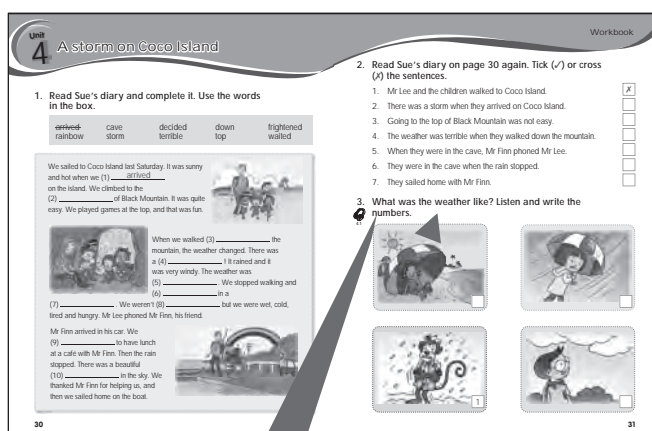 Unit
4
A storm on Coco Island
1. Read Sue's diary and complete it. Use the words
in the box.
arrived cave decided down frightened
rainbow storm terrible top waited
We sailed to Coco Island last Saturday. It was sunny
and hot when we (1) arrived
on the island. We climbed to the
(2) ____________ of Black Mountain. It was quite
easy. We played games at the top, and that was fun.
When we walked (3) ____________ the
mountain, the weather changed. There was
a (4) ____________ ! It rained and it
was very windy. The weather was
(5) ____________ . We stopped walking and
(6) ____________ in a
(7) ____________ . We weren't (8) ____________ but we were wet, cold,
tired and hungry. Mr Lee phoned Mr Finn, his friend.
Mr Finn arrived in his car. We
(9) ____________ to have lunch
at a café with Mr Finn. Then the rain
stopped. There was a beautiful
(10) ____________ in the sky. We
thanked Mr Finn for helping us, and
then we sailed home on the boat.
30
Workbook
2. Read Sue's diary on page 30 again. Tick (✓) or cross
(✗) the sentences.
1. Mr Lee and the children walked to Coco Island. ✗
2. There was a storm when they arrived on Coco Island.
3. Going to the top of Black Mountain was not easy.
4. The weather was terrible when they walked down the mountain.
5. When they were in the cave, Mr Finn phoned Mr Lee.
6. They were in the cave when the rain stopped.
7. They sailed home with Mr Finn.
3. What was the weather like? Listen and write the
numbers.
4.1
1
31